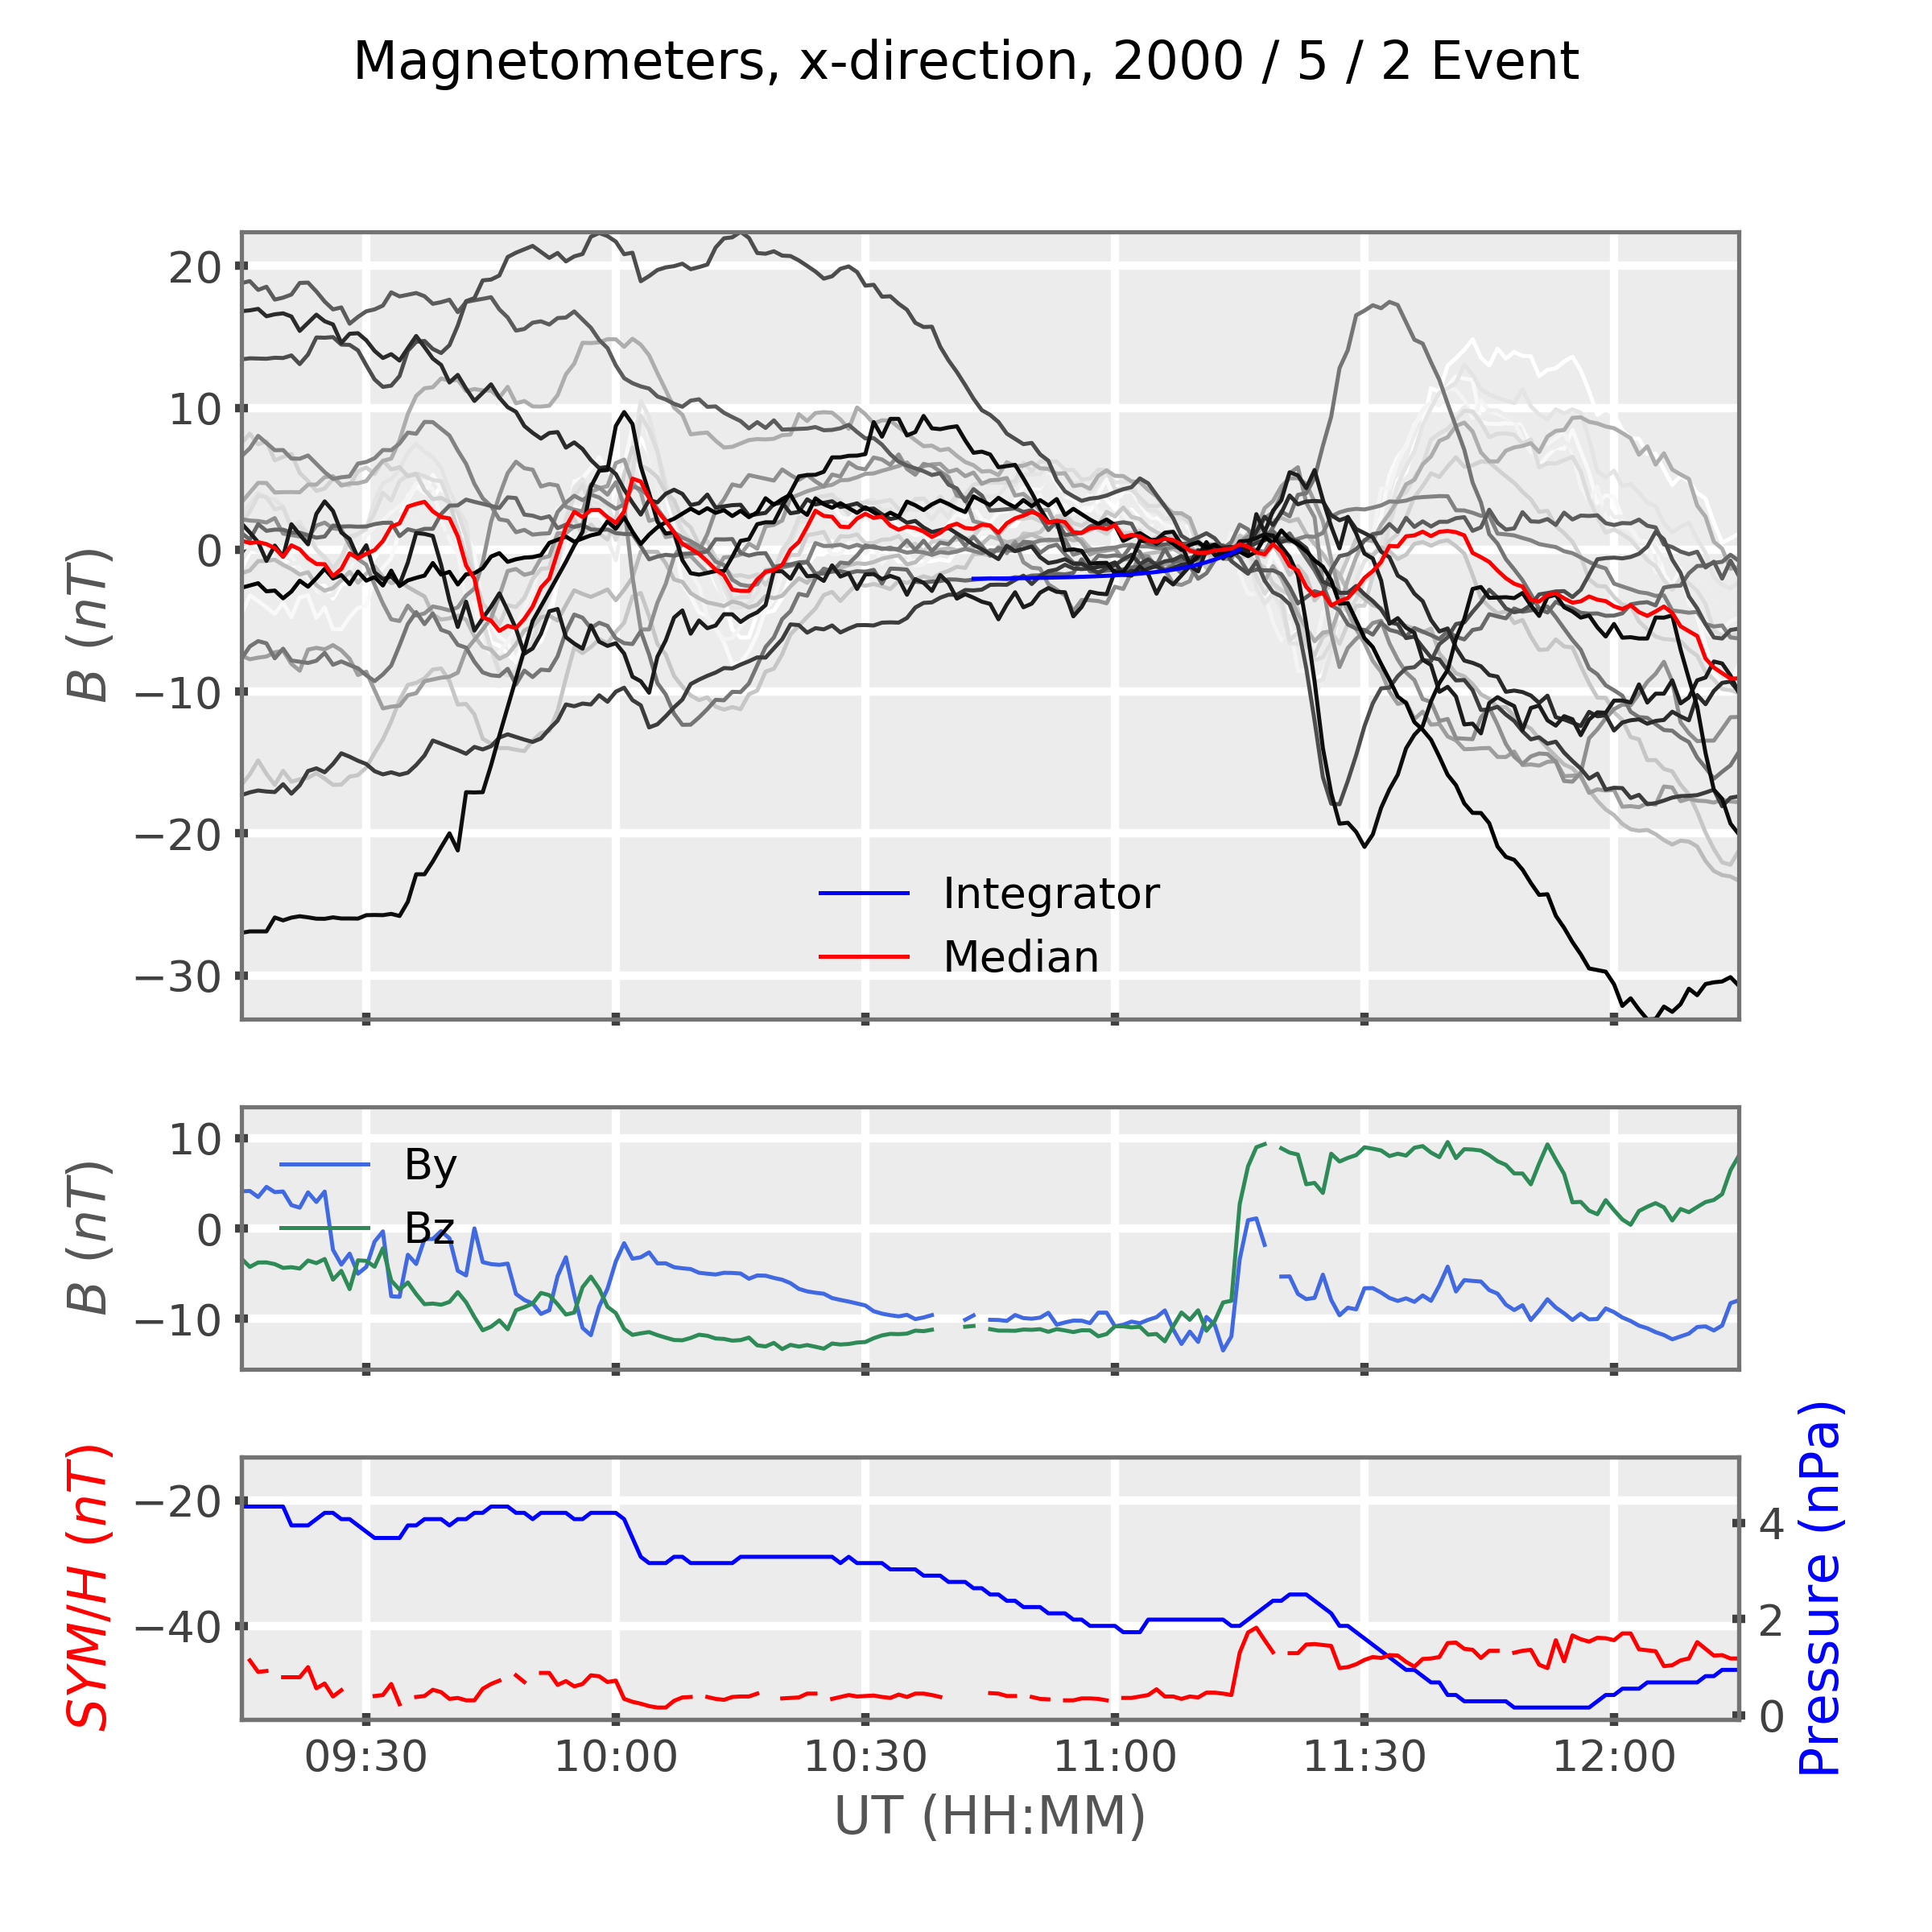 Magnetometers, x-direction, 2000 / 5 / 2 Event
20
10
0
−10
−20
−30
B (nT)
Integrator
Median
10
0
−10
B (nT)
By
Bz
−20
−40
SYM/H (nT)
4
2
0
Pressure (nPa)
09:30 10:00 10:30 11:00 11:30 12:00
UT (HH:MM)